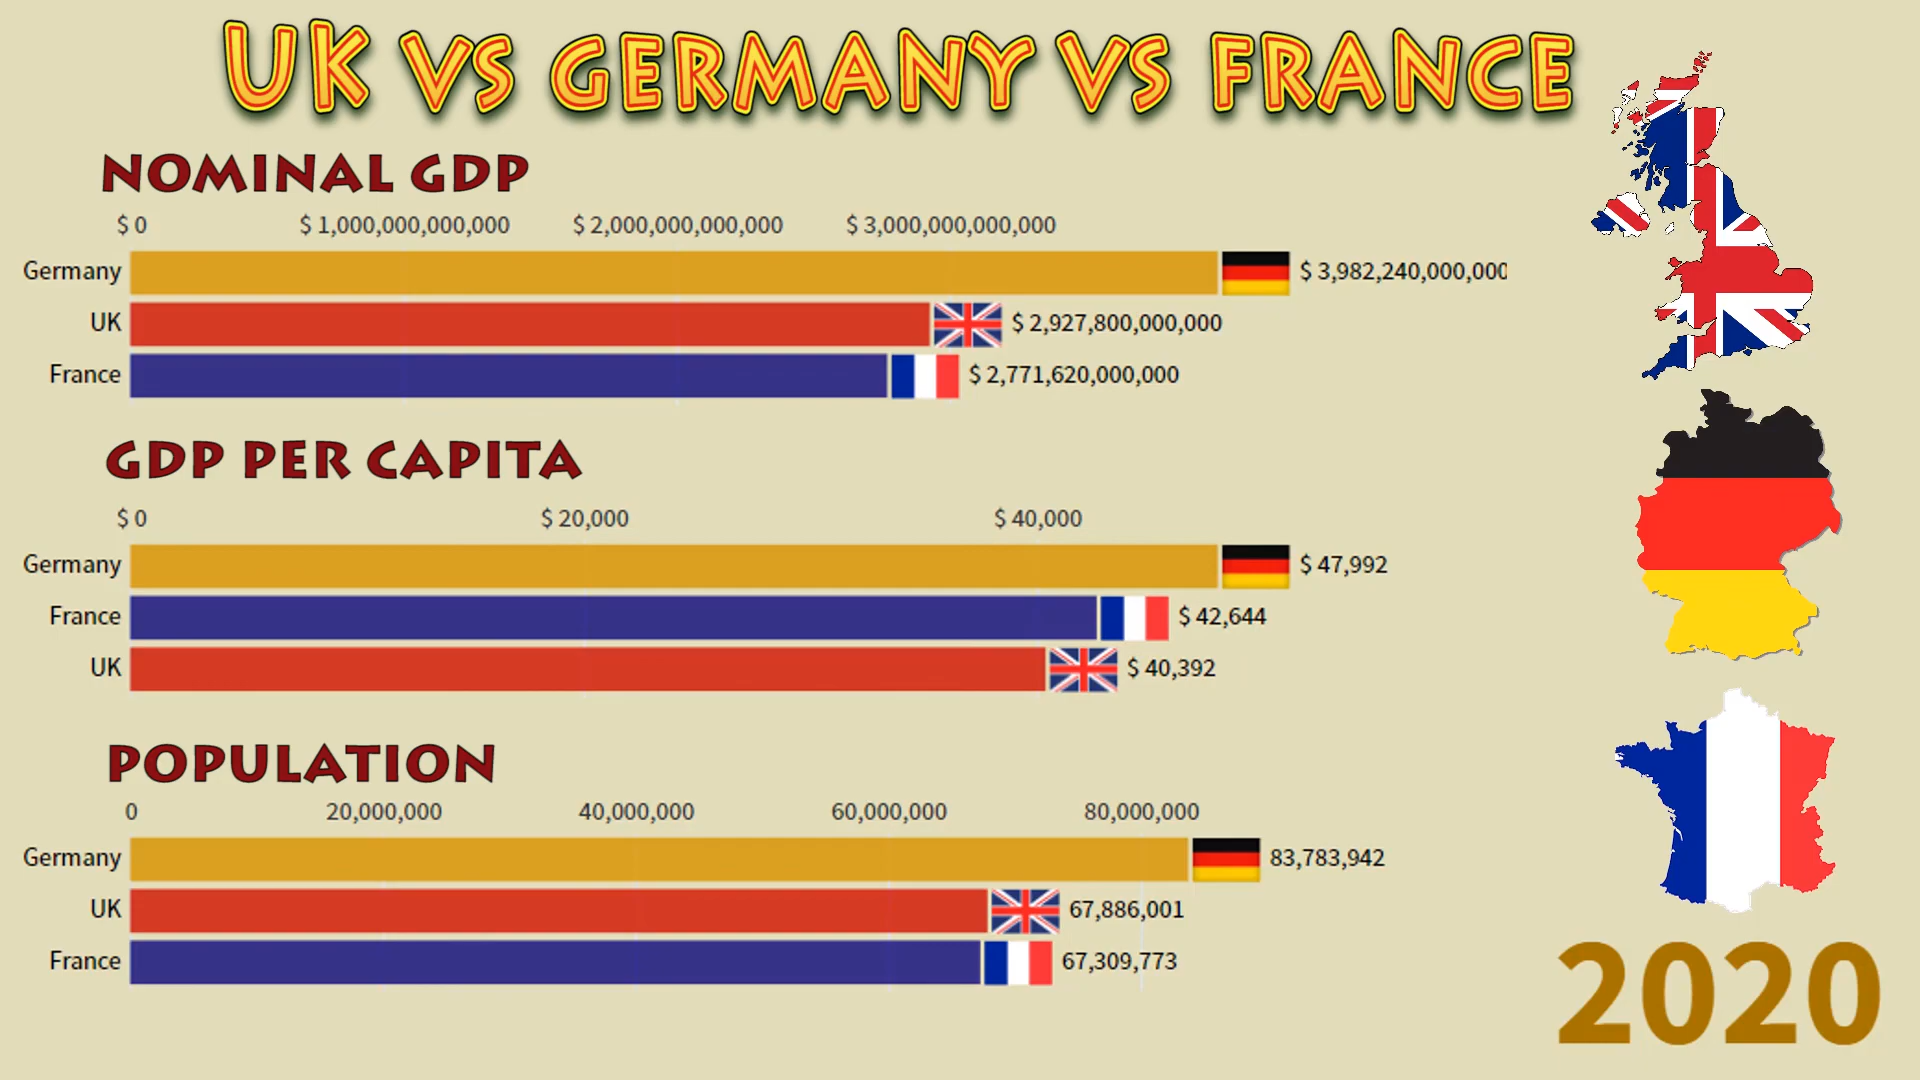 UK VS GERMANY VS FRANCE
NOMINAL GDP
$ 0 $ 1,000,000,000,000 $ 2,000,000,000,000 $ 3,000,000,000,000
Germany $ 3,982,240,000,000
UK $ 2,927,800,000,000
France $ 2,771,620,000,000
GDP PER CAPITA
$ 0 $ 20,000 $ 40,000
Germany $ 47,992
France $ 42,644
UK $ 40,392
POPULATION
0 20,000,000 40,000,000 60,000,000 80,000,000
Germany 83,783,942
UK 67,886,001
France 67,309,773
2020